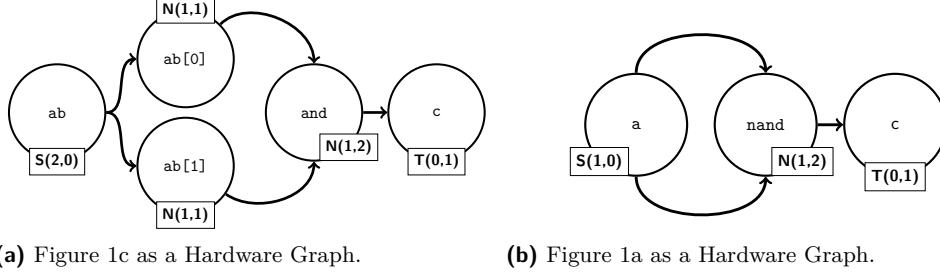 N(1,1)
ab[0]
ab
S(2,0)
and
N(1,2)
c
T(0,1)
ab[1]
N(1,1)
a
S(1,0)
nand
N(1,2)
c
T(0,1)
(a) Figure 1c as a Hardware Graph.
(b) Figure 1a as a Hardware Graph.